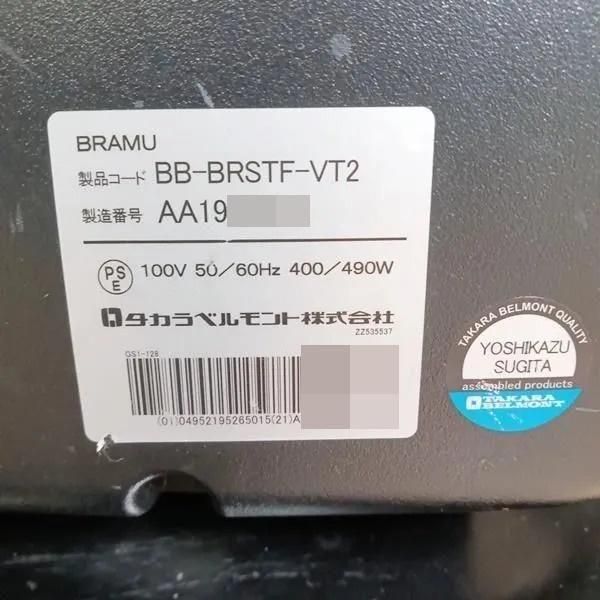 BRAMU
製品コード BB-BRSTF-VT2
製造番号 AA19
PS
E
100V 50/60Hz 400/490W
タカラベルモント株式会社
ZZ535537
GS1-128
(01)04952195265015(21)A
TAKARA BELMONT QUALITY
YOSHIKAZU
SUGITA
assembled products
TAKARA
BELMONT